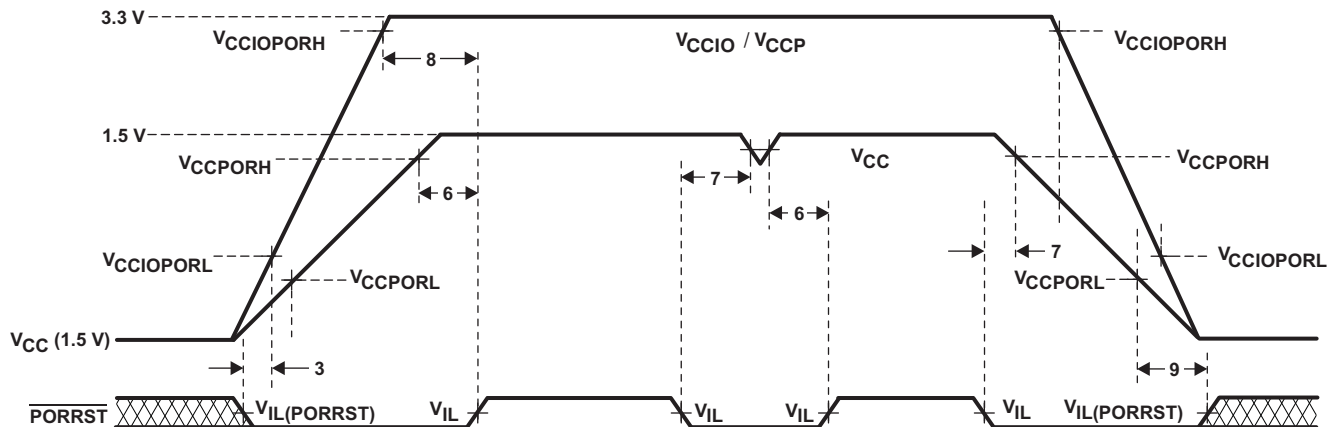 3.3 V
VCCIOPORH
VCCIO / VCCP
VCCIOPORH
8
1.5 V
VCCPORH
VCC
VCCPORH
7
6
6
7
VCCIOPORL
VCCPORL
VCCPORL
VCCIOPORL
VCC (1.5 V)
3
9
PORRST
VIL(PORRST)
VIL
VIL
VIL
VIL
VIL(PORRST)